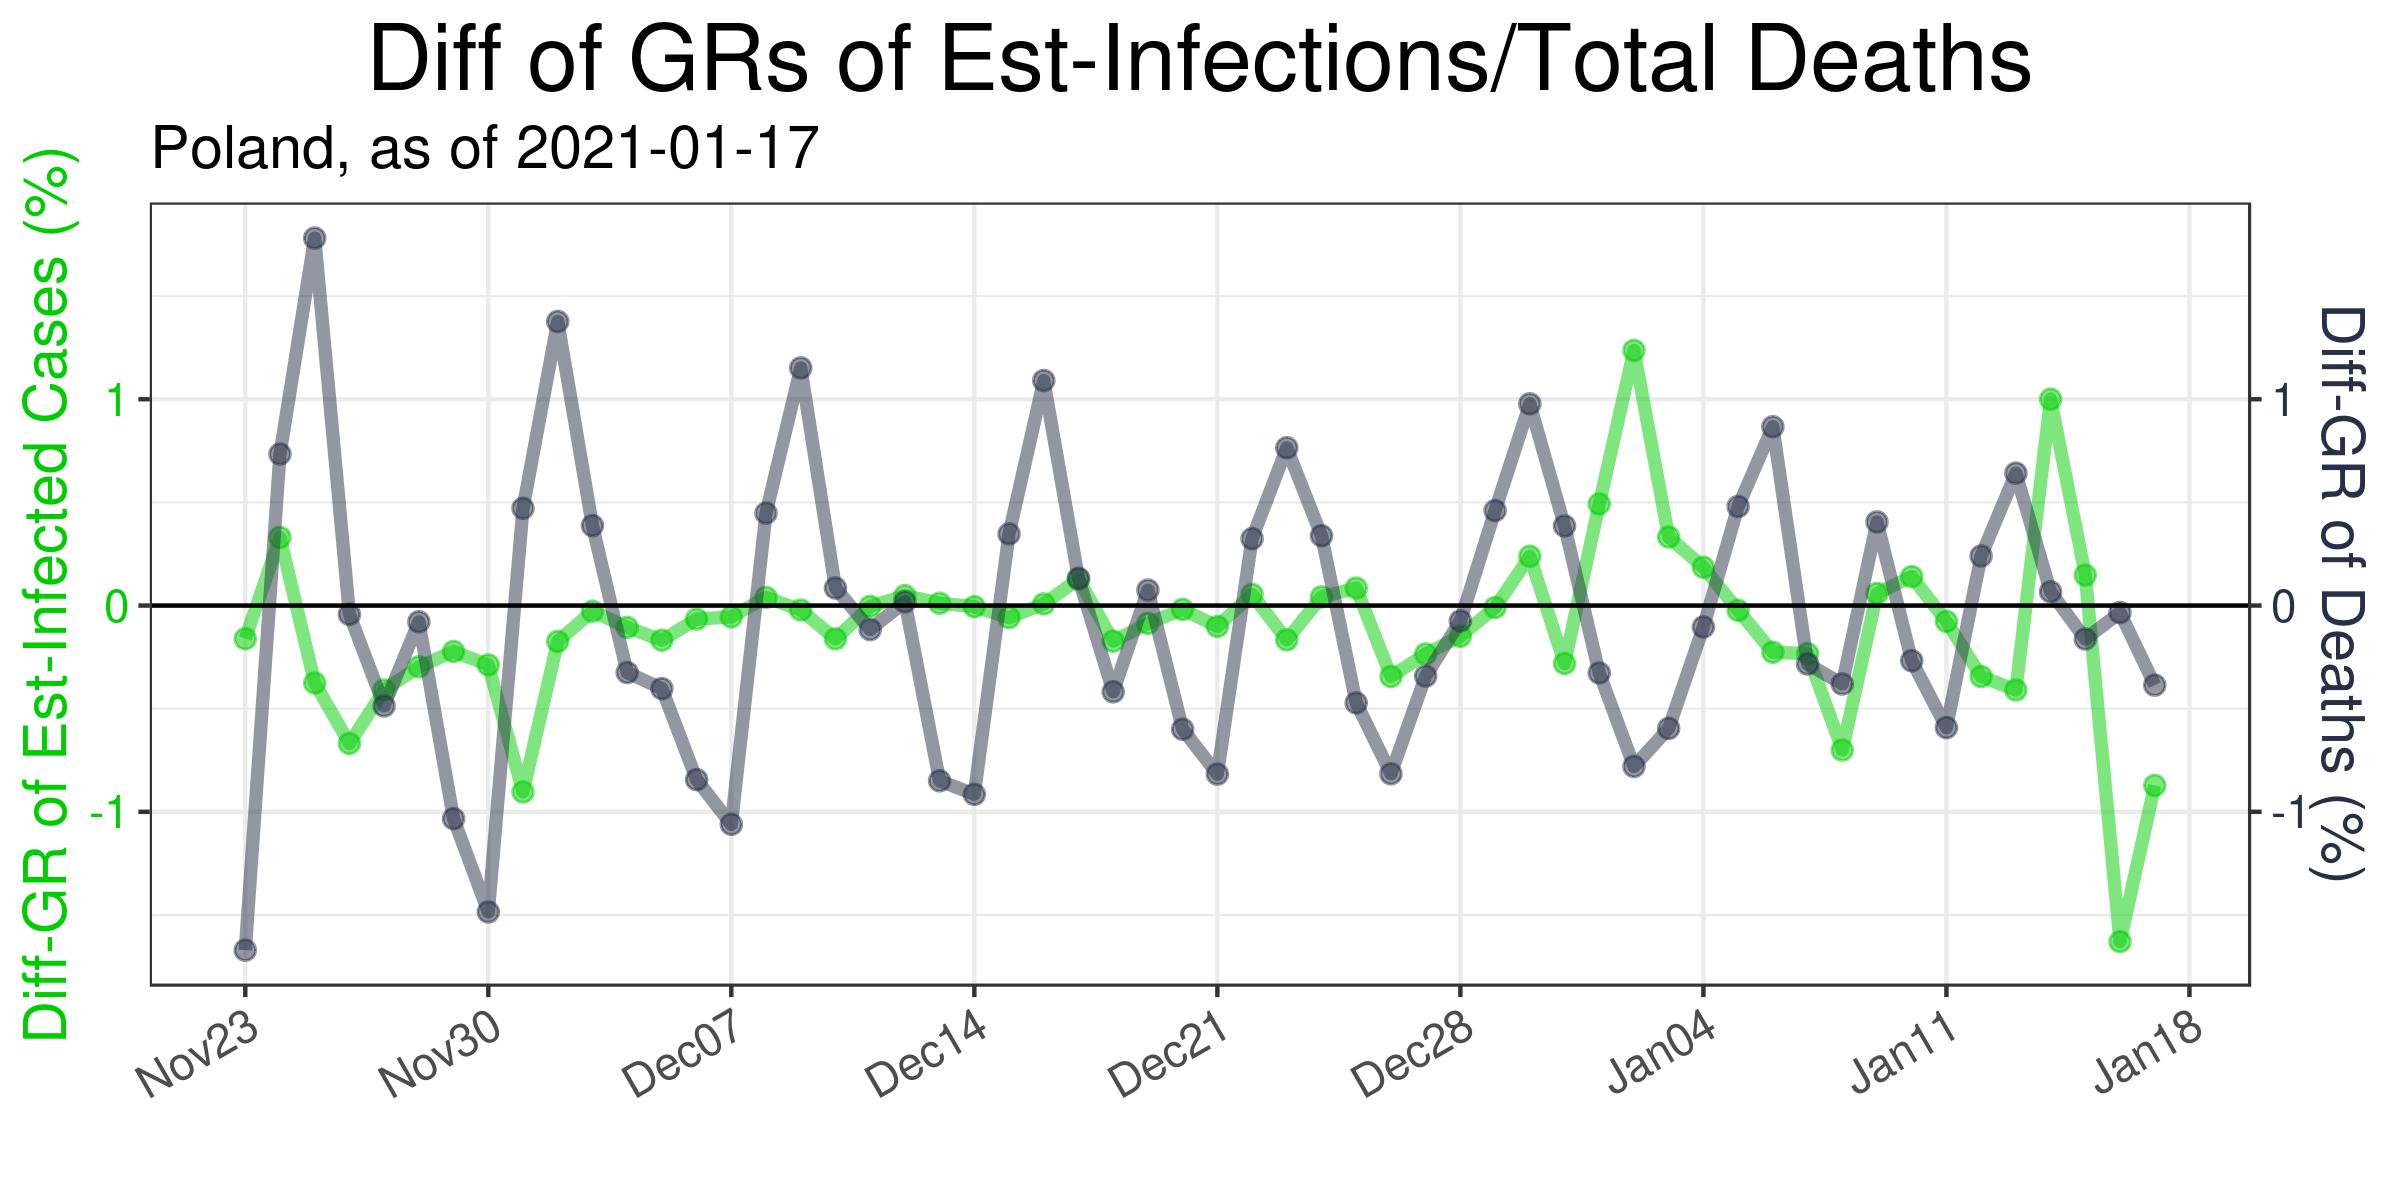 Diff of GRs of Est-Infections/Total Deaths
Poland, as of 2021-01-17
Diff-GR of Est-Infected Cases (%)
1
0
-1
1
0
-1
Diff-GR of Deaths (%)
Nov23
Nov30
Dec07
Dec14
Dec21
Dec28
Jan04
Jan11
Jan18